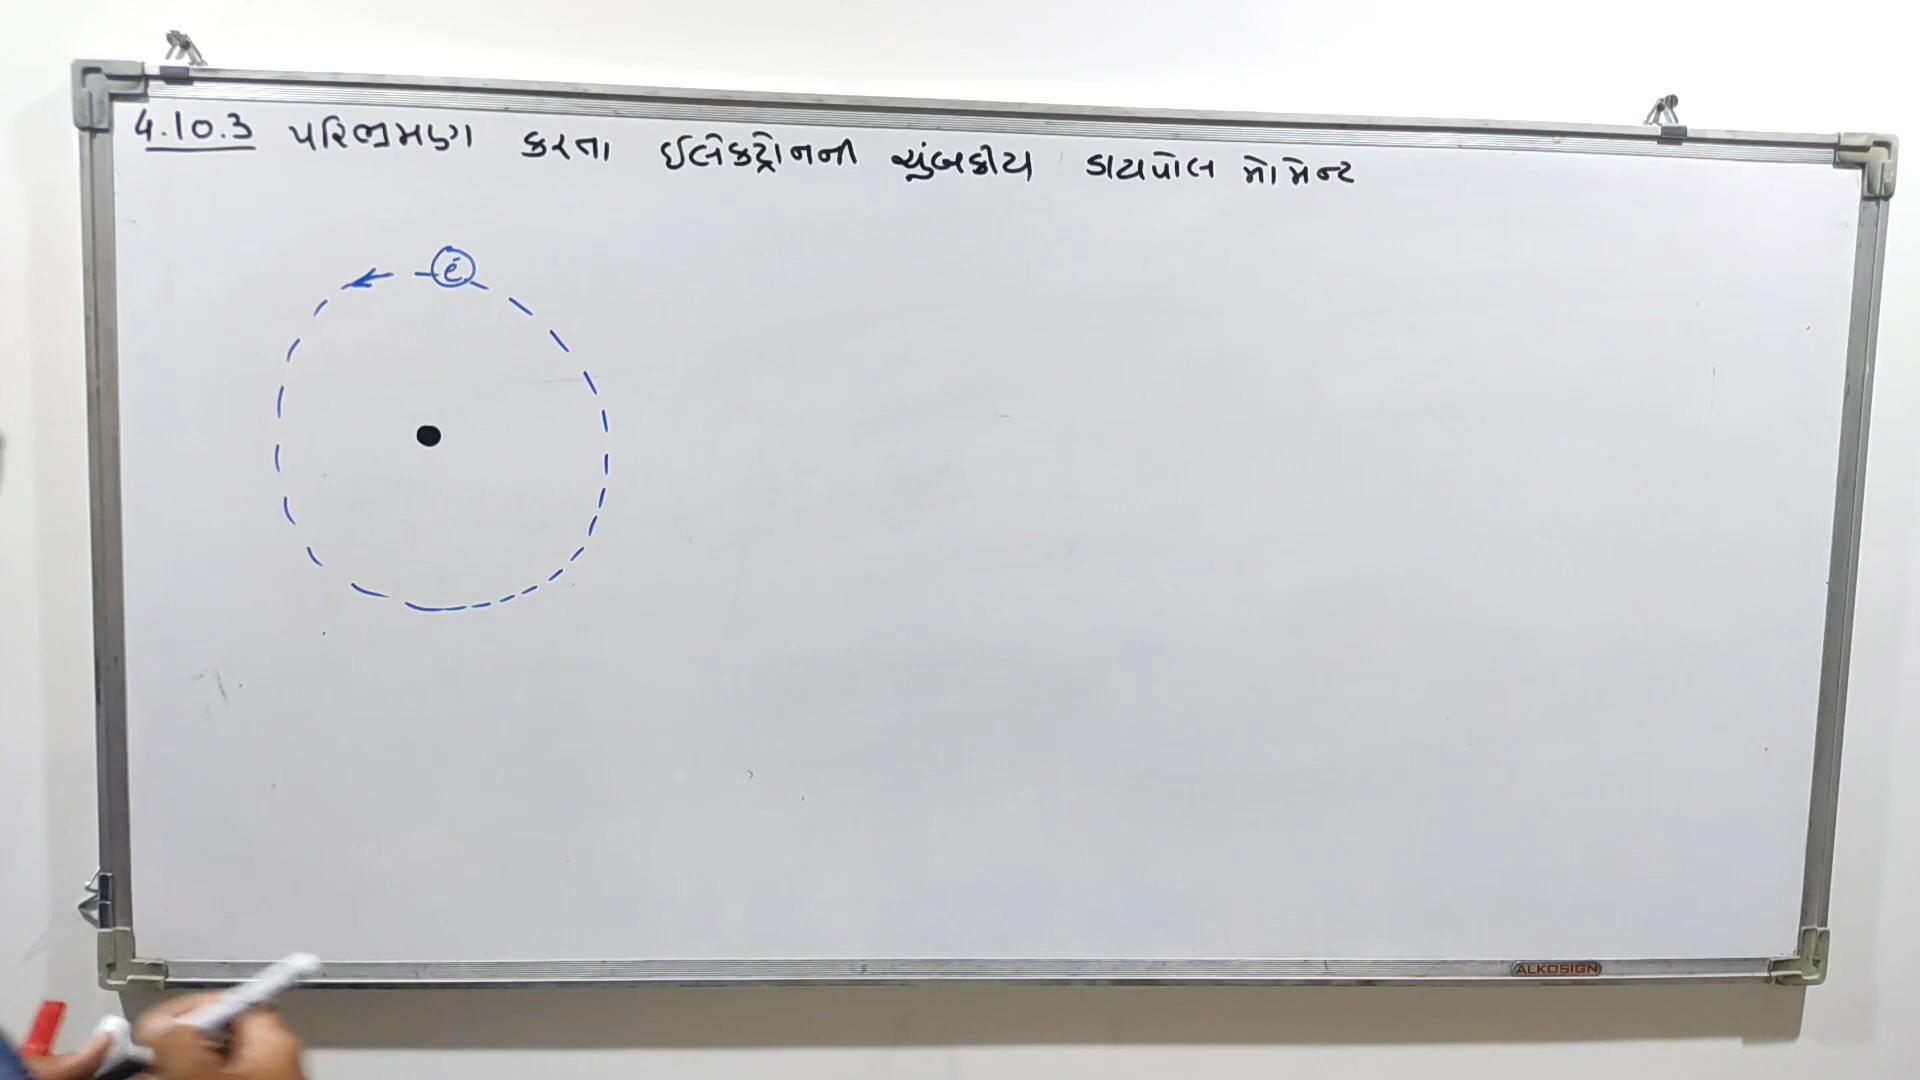 4.10.3 પરિભ્રમણ કરતા ઈલેક્ટ્રોનની ચુંબકીય ડાયપોલ મોમેન્ટ
e⁻
ALKOSIGN